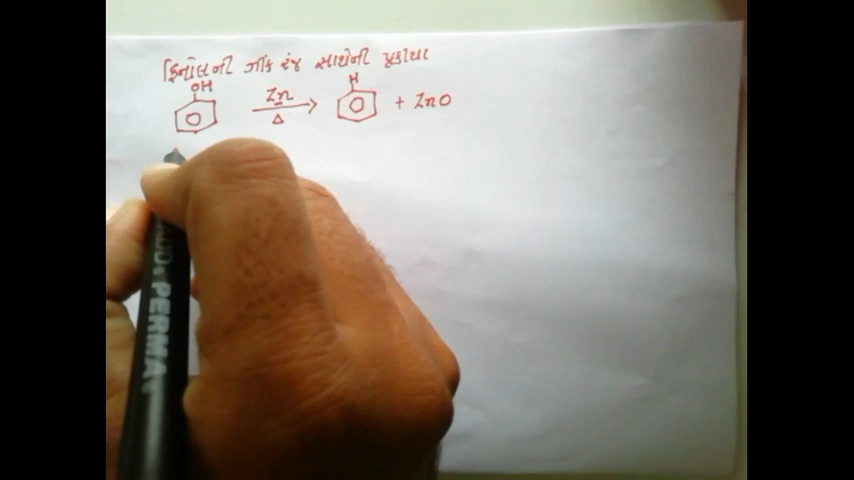 ફિનોલની ઝીંક રજ સાથેની પ્રક્રીયા
OH Zn H
Δ + ZnO
PERMA